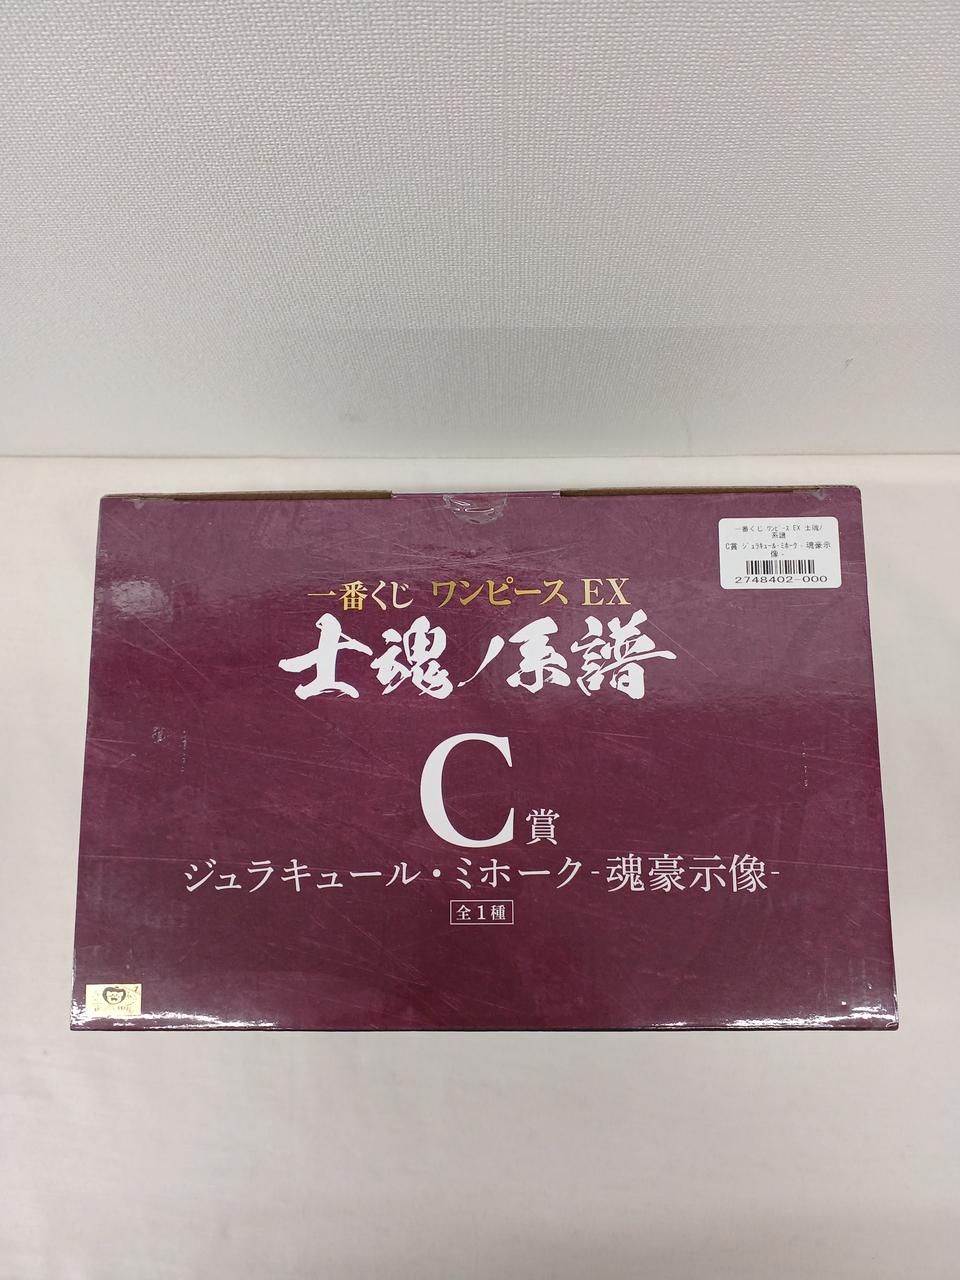 一番くじ ワンピース EX
士魂ノ系譜
C賞
ジュラキュール・ミホーク-魂豪示像-
全1種
一番くじ ワンピース EX 士魂ノ
系譜
C賞 ジュラキュール・ミホーク - 魂豪示
像 -
2748402-000